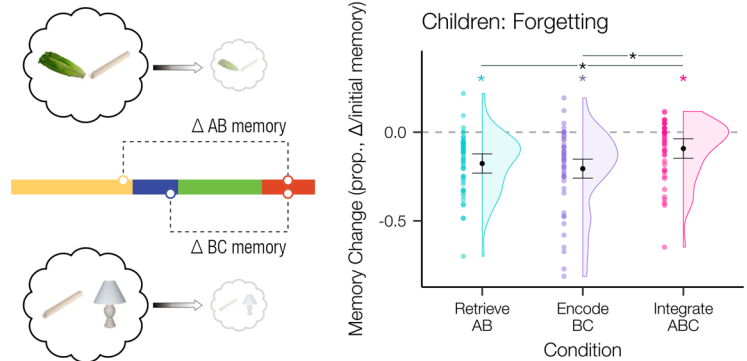 Δ AB memory
Δ BC memory
Children: Forgetting
Memory Change (prop., Δ/initial memory)
* * *
* * *
0.0
-0.5
Retrieve
AB
Encode
BC
Integrate
ABC
Condition